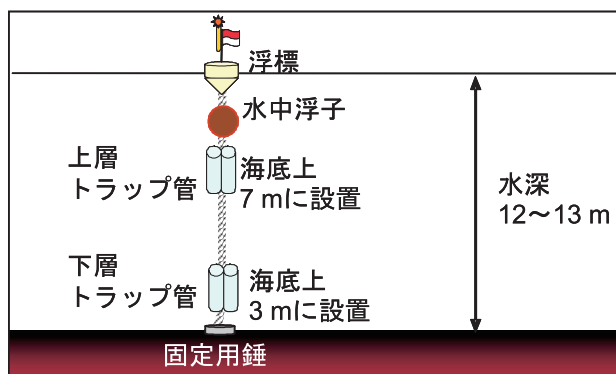 浮標
水中浮子
上層
トラップ管
海底上
7 mに設置
水深
12~13 m
下層
トラップ管
海底上
3 mに設置
固定用錘